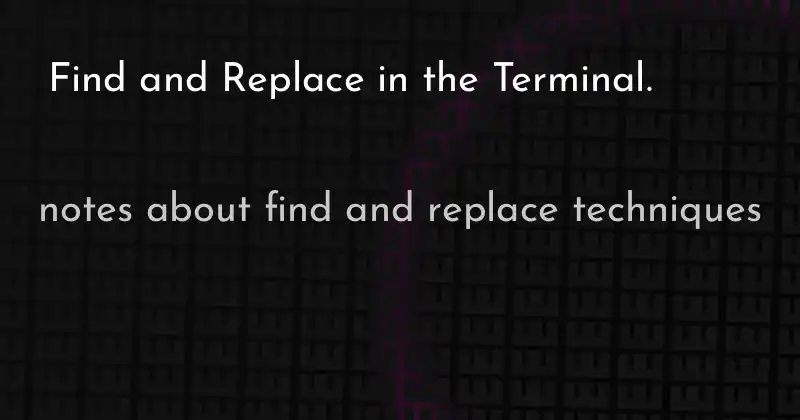 Find and Replace in the Terminal.
notes about find and replace techniques